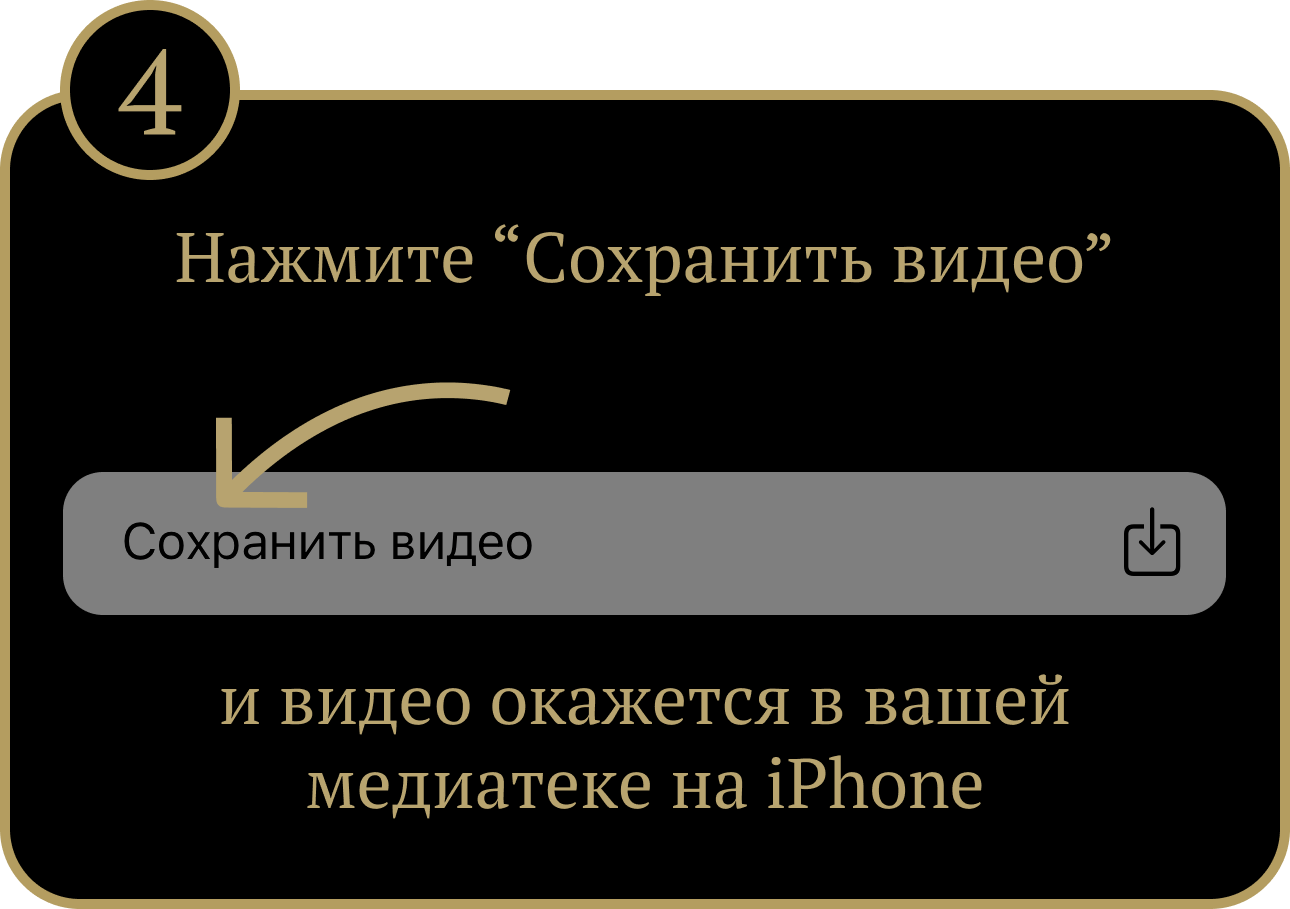 4
Нажмите “Сохранить видео”
Сохранить видео
и видео окажется в вашей
медиатеке на iPhone